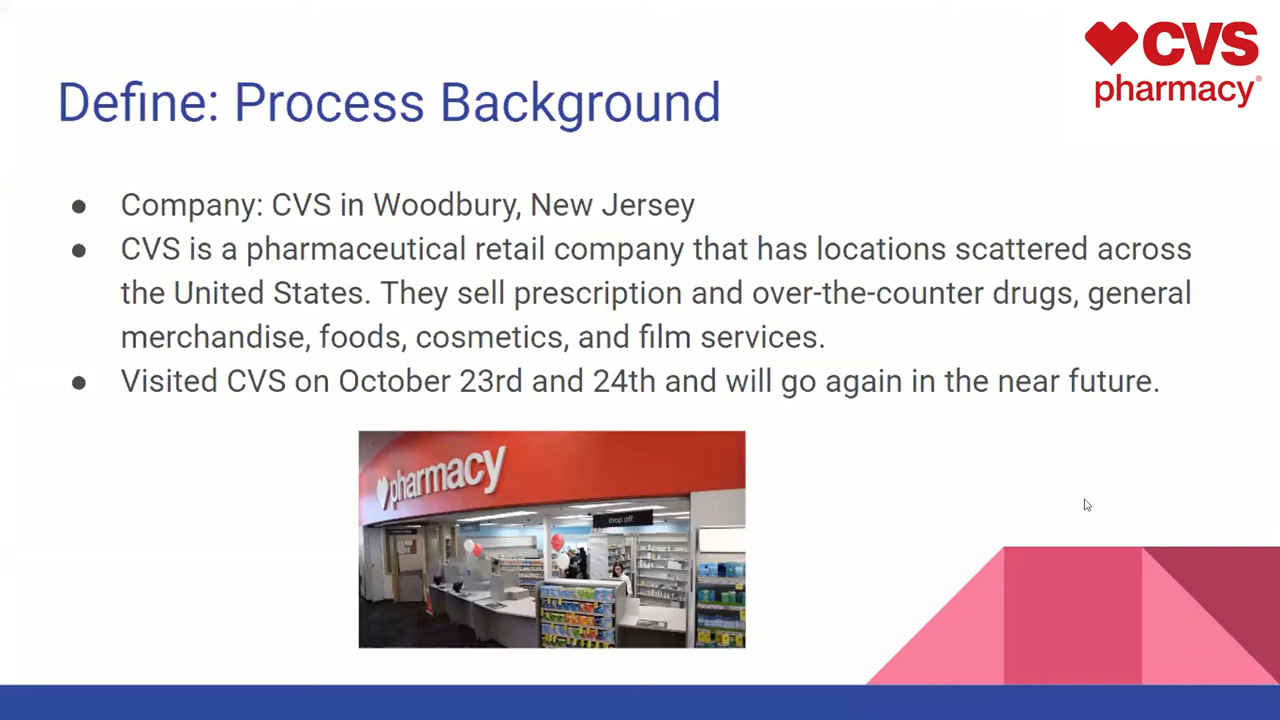 CVS
pharmacy®
Define: Process Background
● Company: CVS in Woodbury, New Jersey
● CVS is a pharmaceutical retail company that has locations scattered across
the United States. They sell prescription and over-the-counter drugs, general
merchandise, foods, cosmetics, and film services.
● Visited CVS on October 23rd and 24th and will go again in the near future.
pharmacy
drop off